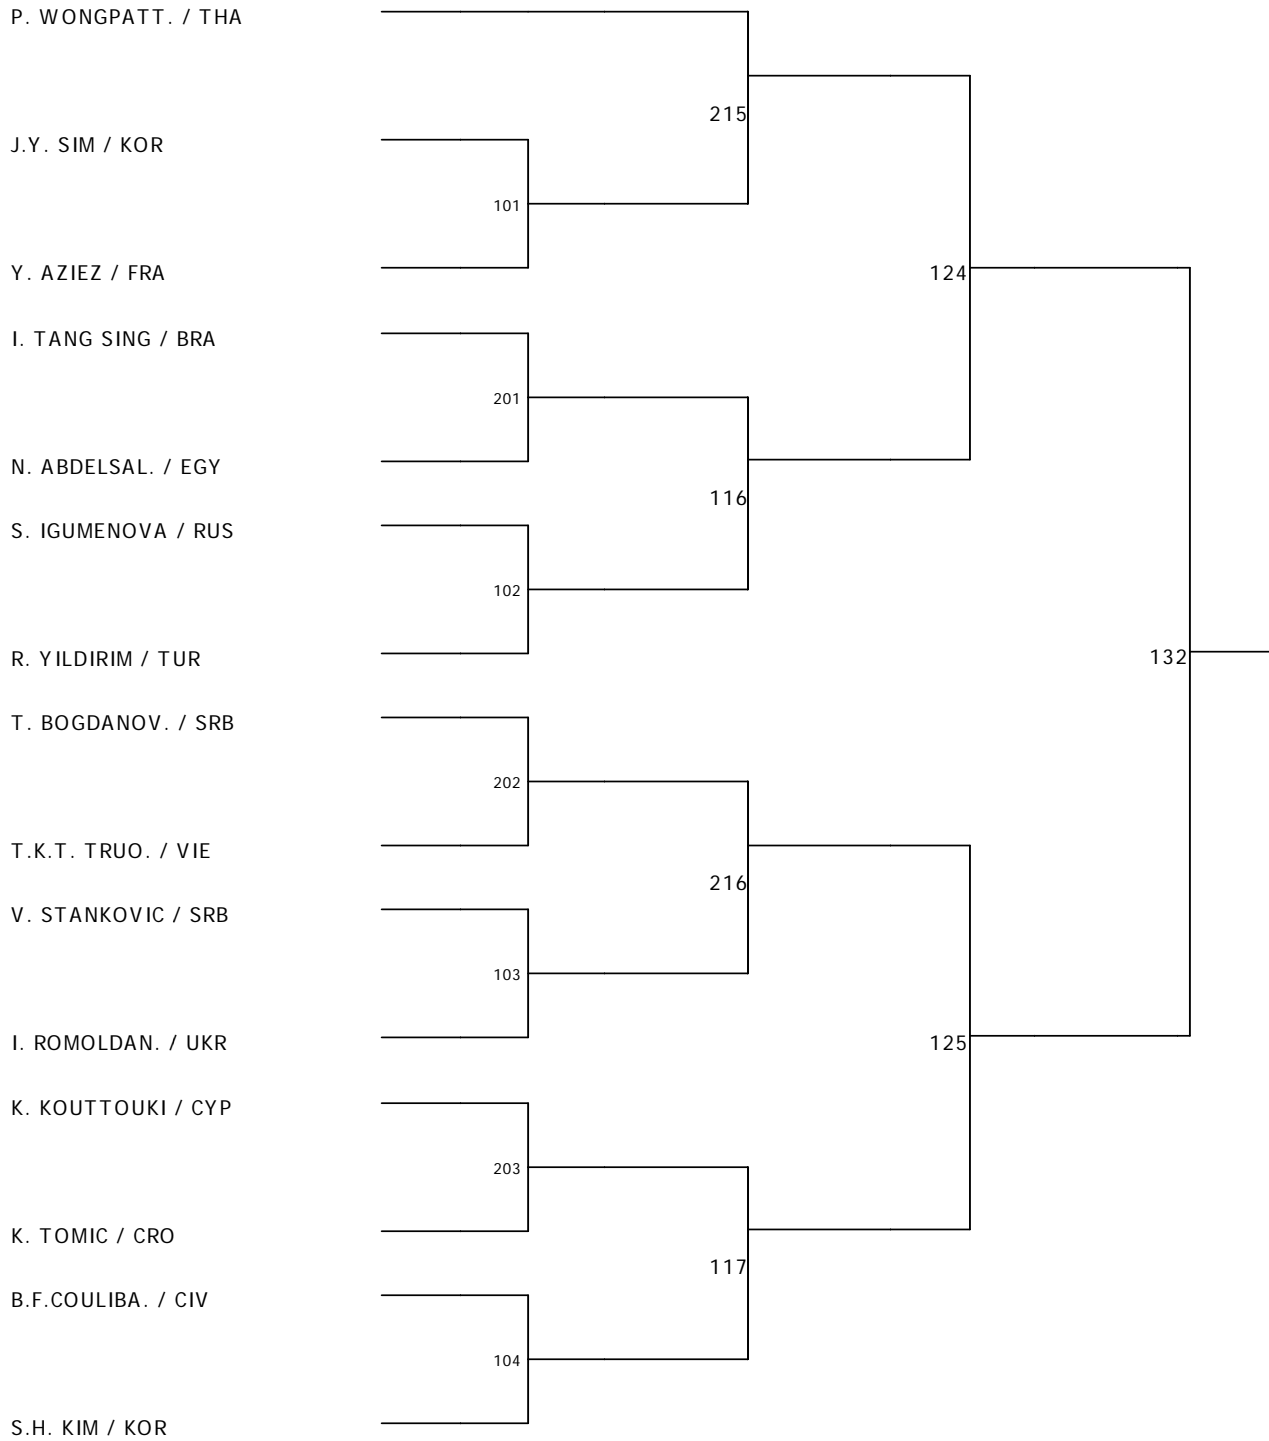 P. WONGPATT. / THA
215
J.Y. SIM / KOR
101
Y. AZIEZ / FRA
124
I. TANG SING / BRA
201
N. ABDELSAL. / EGY
116
S. IGUMENOVA / RUS
102
R. YILDIRIM / TUR
132
T. BOGDANOV. / SRB
202
T.K.T. TRUO. / VIE
216
V. STANKOVIC / SRB
103
I. ROMOLDAN. / UKR
125
K. KOUTTOUKI / CYP
203
K. TOMIC / CRO
117
B.F.COULIBA. / CIV
104
S.H. KIM / KOR